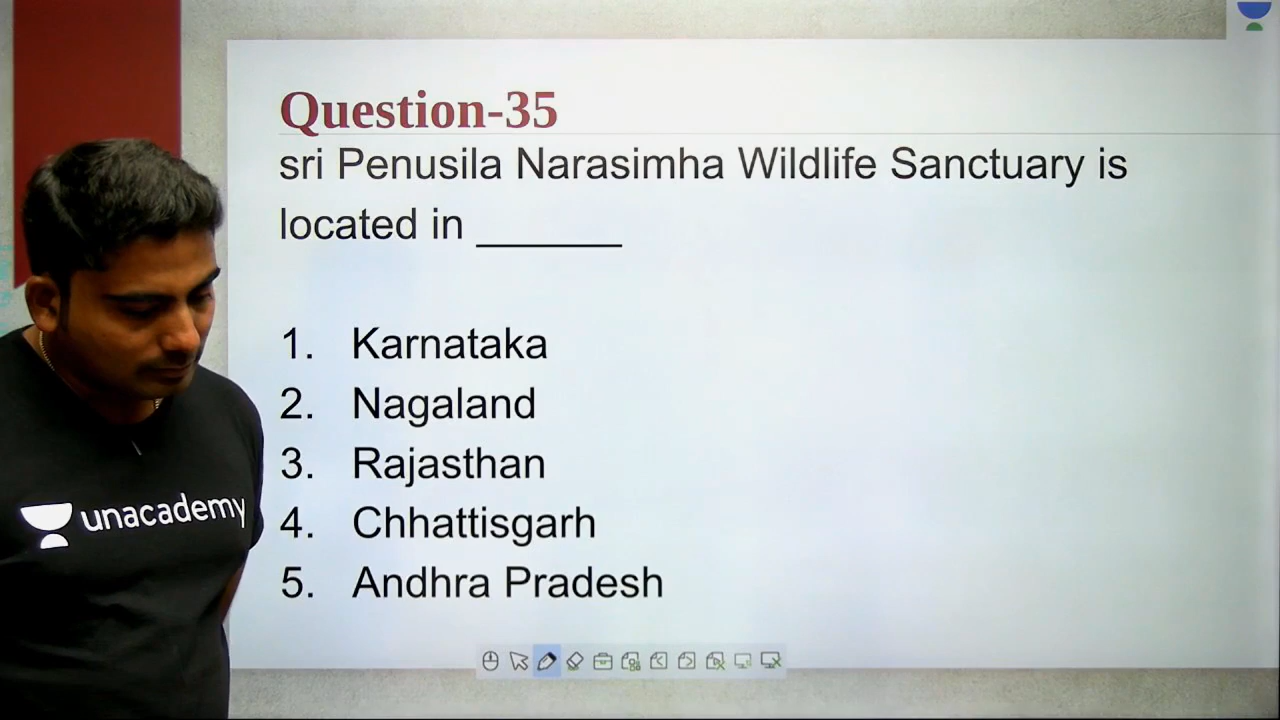 Question-35
sri Penusila Narasimha Wildlife Sanctuary is
located in ______
1. Karnataka
2. Nagaland
3. Rajasthan
4. Chhattisgarh
5. Andhra Pradesh
unacademy